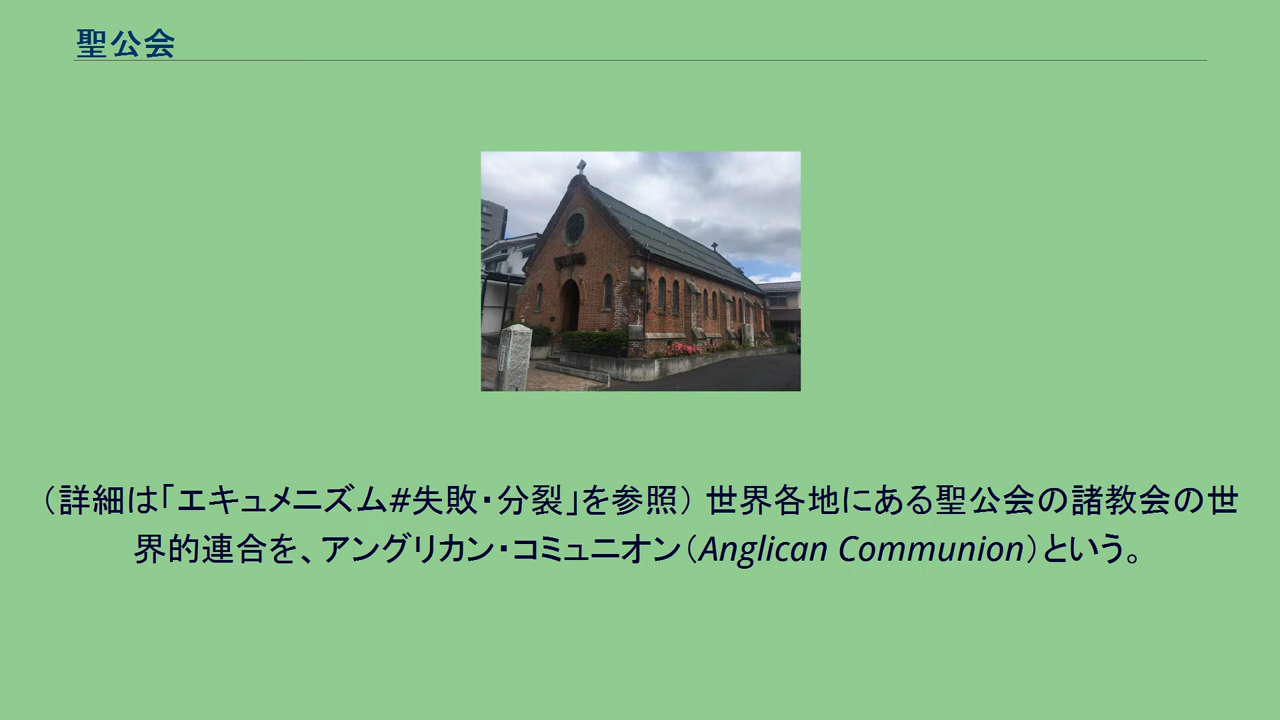 聖公会
（詳細は「エキュメニズム#失敗・分裂」を参照） 世界各地にある聖公会の諸教会の世
界的連合を、アングリカン・コミュニオン（Anglican Communion）という。